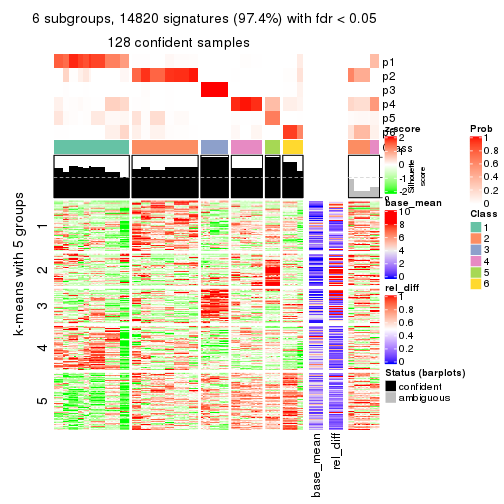 6 subgroups, 14820 signatures (97.4%) with fdr < 0.05
128 confident samples
p1
p2
p3
p4
p5
p6
Class
z-score
2
1
0
-1
-2
Silhouette
score
k-means with 5 groups
1
2
3
4
5
base_mean
10
8
6
4
2
0
rel_diff
1
0.8
0.6
0.4
0.2
0
Status (barplots)
confident
ambiguous
Prob
1
0.8
0.6
0.4
0.2
0
Class
1
2
3
4
5
6
base_mean
rel_diff